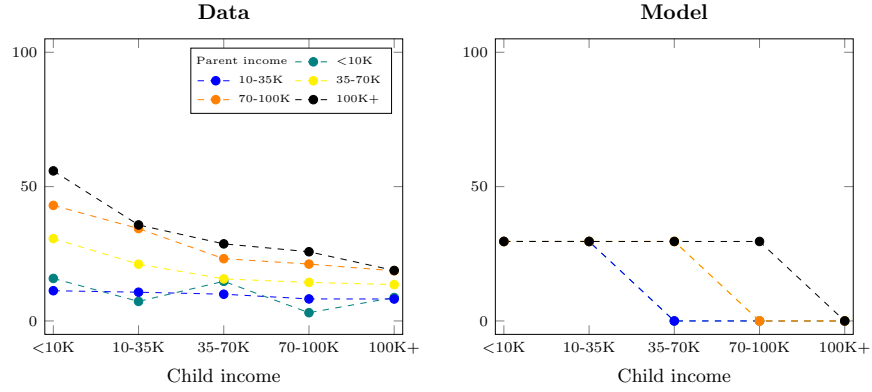 Data
Model
100
50
0
Parent income
<10K
10-35K
35-70K
70-100K
100K+
<10K
10-35K
35-70K
70-100K
100K+
Child income
100
50
0
<10K
10-35K
35-70K
70-100K
100K+
Child income